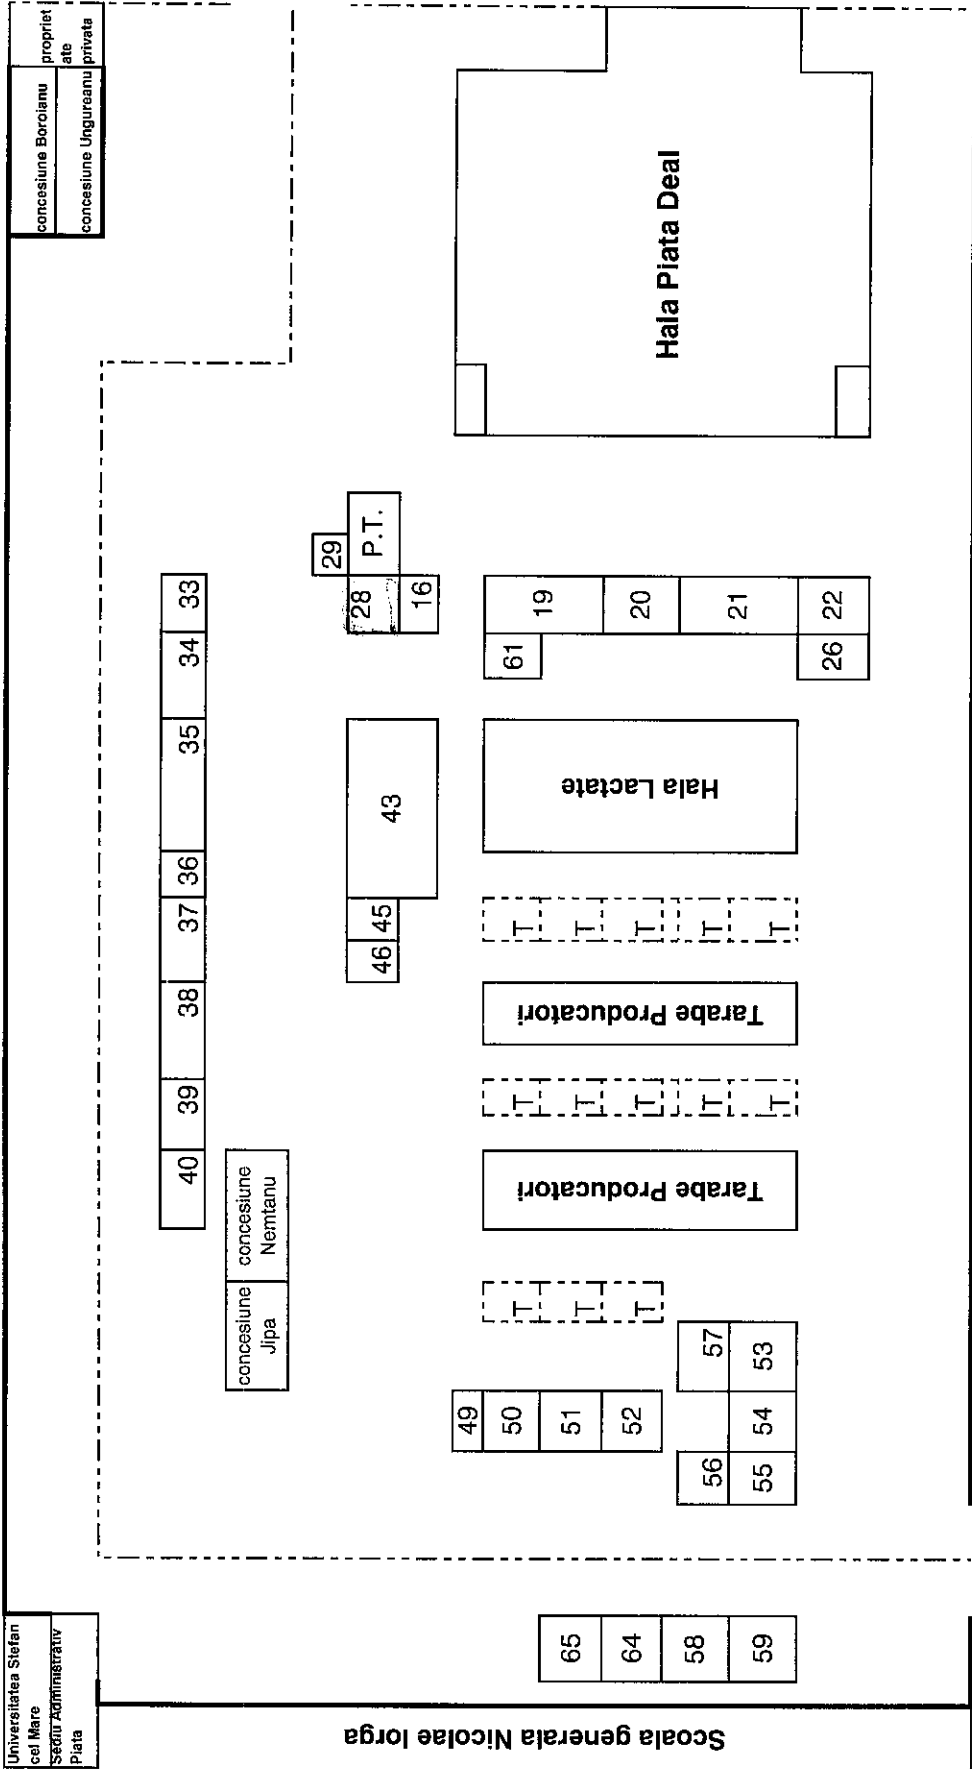 concesiune Boroianu
propriet
ate
privata
concesiune Ungureanu
Hala Piata Deal
29
P.T.
28
16
33
34
35
36
37
38
39
40
19
20
21
22
61
26
43
45
46
Hala Lactate
T
T
T
T
T
Tarabe Producatori
T
T
T
T
T
Tarabe Producatori
concesiune
Nemtanu
concesiune
Jipa
T
T
T
49
50
51
52
57
53
54
56
55
65
64
58
59
Universitatea Stefan
cel Mare
Sediu Administrativ
Piata
Scoala generala Nicolae Iorga